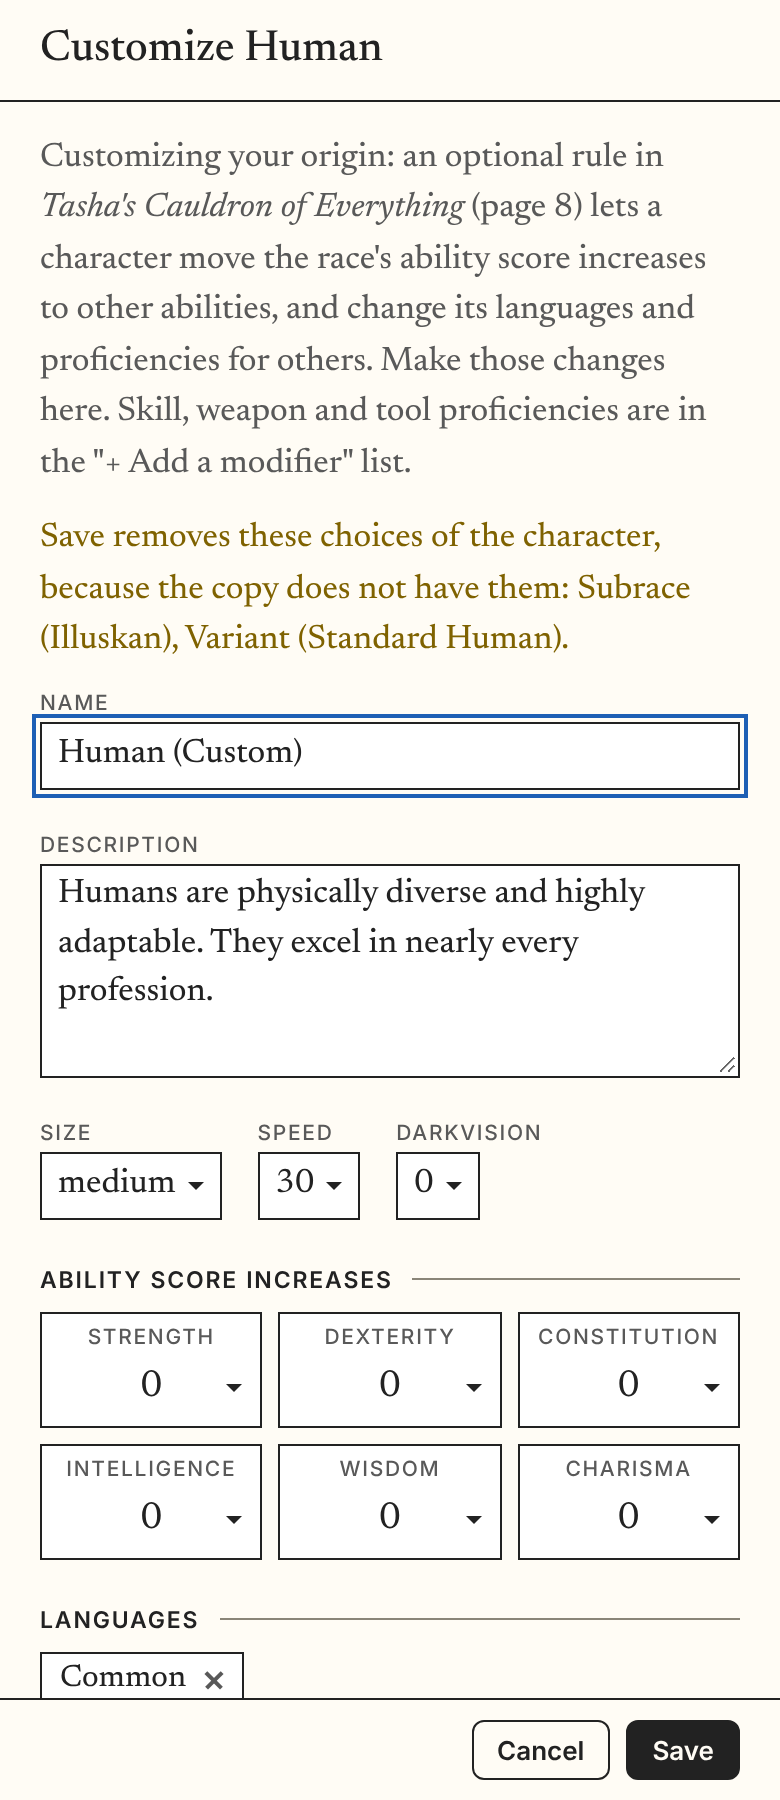 Customize Human
Customizing your origin: an optional rule in
Tasha's Cauldron of Everything (page 8) lets a
character move the race's ability score increases
to other abilities, and change its languages and
proficiencies for others. Make those changes
here. Skill, weapon and tool proficiencies are in
the "+ Add a modifier" list.
Save removes these choices of the character,
because the copy does not have them: Subrace
(Illuskan), Variant (Standard Human).
NAME
Human (Custom)
DESCRIPTION
Humans are physically diverse and highly
adaptable. They excel in nearly every
profession.
SIZE SPEED DARKVISION
medium 30 0
ABILITY SCORE INCREASES
STRENGTH DEXTERITY CONSTITUTION
0 0 0
INTELLIGENCE WISDOM CHARISMA
0 0 0
LANGUAGES
Common
Cancel Save